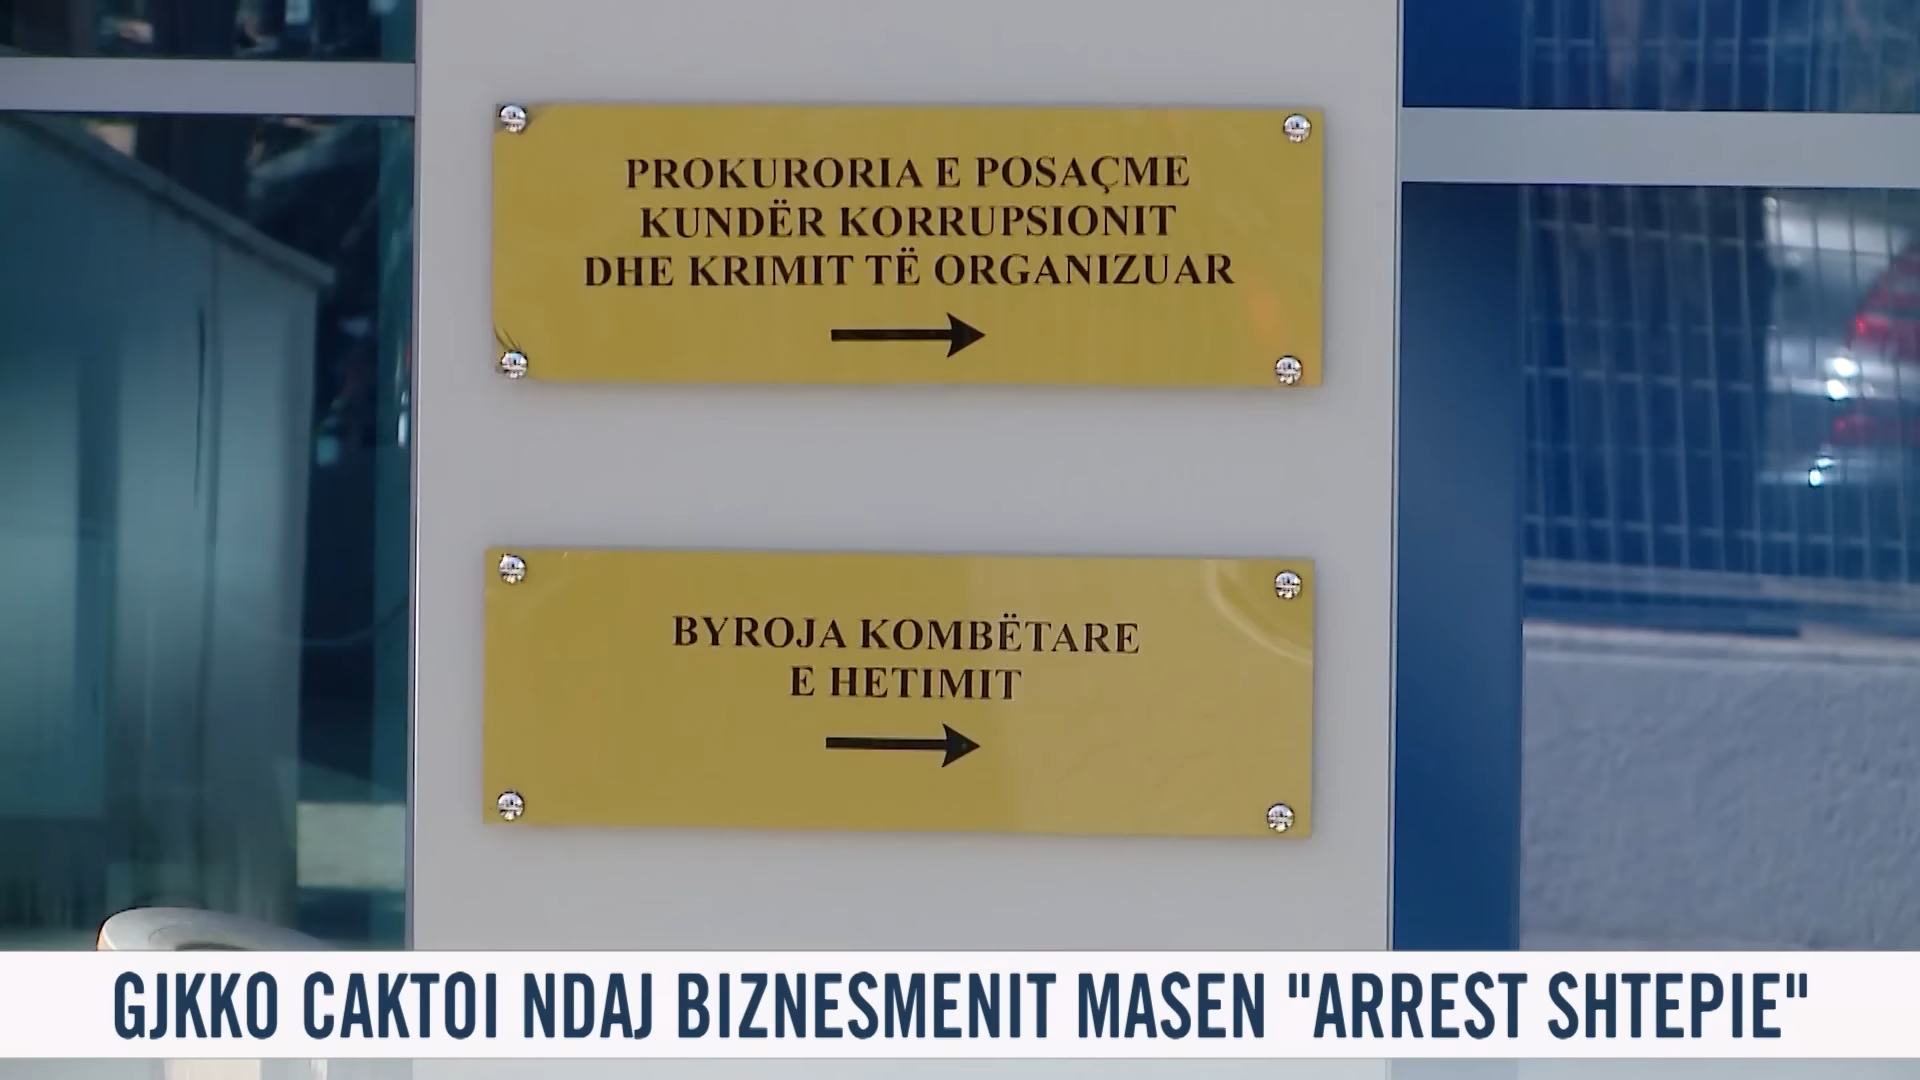 PROKURORIA E POSAÇME
KUNDËR KORRUPSIONIT
DHE KRIMIT TË ORGANIZUAR
BYROJA KOMBËTARE
E HETIMIT
GJKKO CAKTOI NDAJ BIZNESMENIT MASEN "ARREST SHTEPIE"